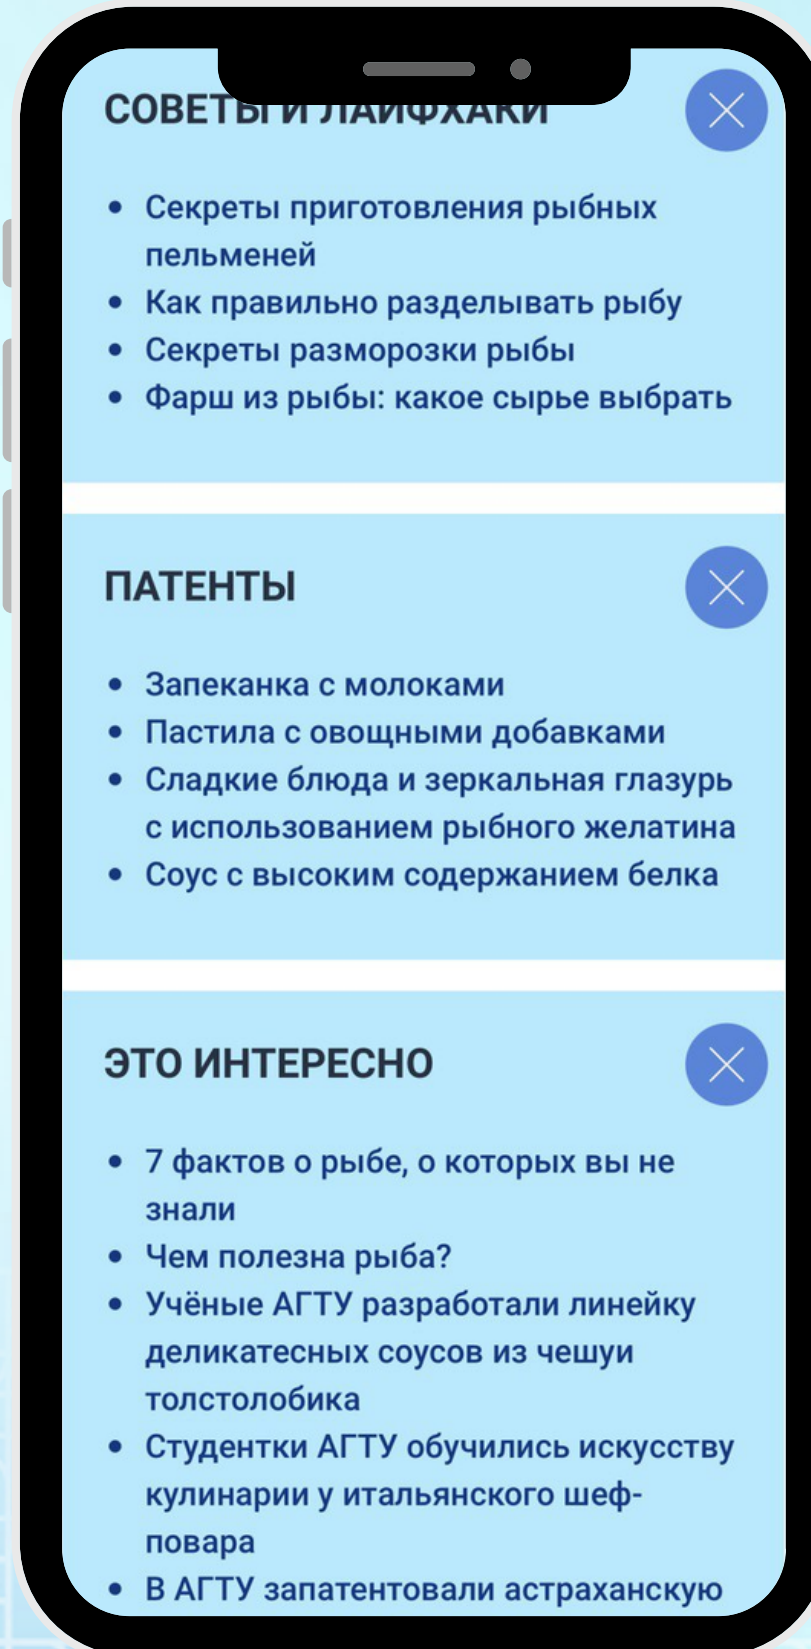 СОВЕТЫ И ЛАЙФХАКИ
• Секреты приготовления рыбных
пельменей
• Как правильно разделывать рыбу
• Секреты разморозки рыбы
• Фарш из рыбы: какое сырье выбрать
ПАТЕНТЫ
• Запеканка с молоками
• Пастила с овощными добавками
• Сладкие блюда и зеркальная глазурь
с использованием рыбного желатина
• Соус с высоким содержанием белка
ЭТО ИНТЕРЕСНО
• 7 фактов о рыбе, о которых вы не
знали
• Чем полезна рыба?
• Учёные АГТУ разработали линейку
деликатесных соусов из чешуи
толстолобика
• Студентки АГТУ обучились искусству
кулинарии у итальянского шеф-
повара
• В АГТУ запатентовали астраханскую